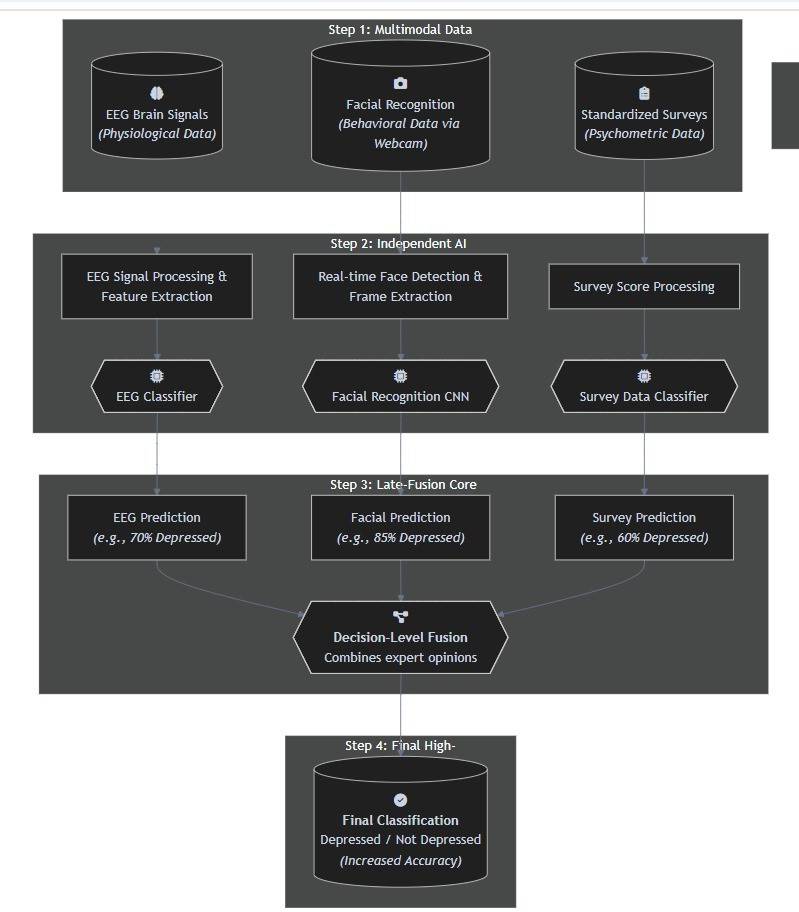 Step 1: Multimodal Data
EEG Brain Signals
(Physiological Data)
Facial Recognition
(Behavioral Data via
Webcam)
Standardized Surveys
(Psychometric Data)
Step 2: Independent AI
EEG Signal Processing &
Feature Extraction
Real-time Face Detection &
Frame Extraction
Survey Score Processing
EEG Classifier
Facial Recognition CNN
Survey Data Classifier
Step 3: Late-Fusion Core
EEG Prediction
(e.g., 70% Depressed)
Facial Prediction
(e.g., 85% Depressed)
Survey Prediction
(e.g., 60% Depressed)
Decision-Level Fusion
Combines expert opinions
Step 4: Final High-
Final Classification
Depressed / Not Depressed
(Increased Accuracy)